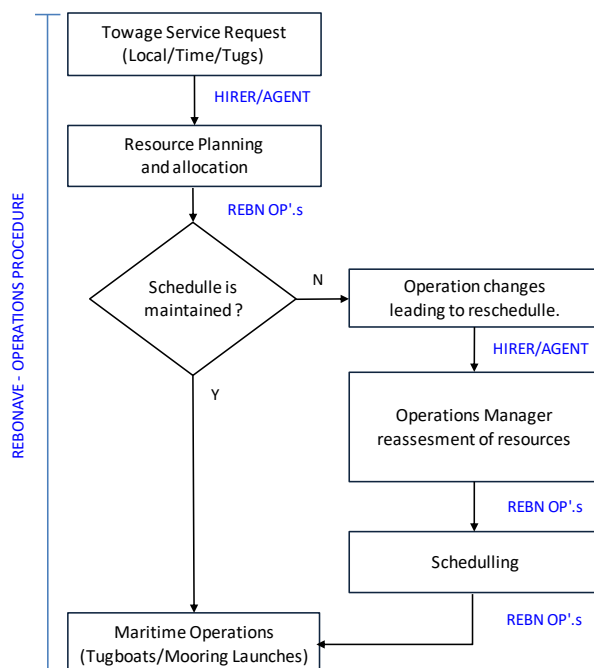 Towage Service Request
(Local/Time/Tugs)
HIRER/AGENT
Resource Planning
and allocation
REBN OP'.s
Schedulle is
maintained ?
N
Operation changes
leading to reschedulle.
HIRER/AGENT
Y
Operations Manager
reassesment of resources
REBN OP'.s
Schedulling
REBN OP'.s
Maritime Operations
(Tugboats/Mooring Launches)
REBONAVE - OPERATIONS PROCEDURE